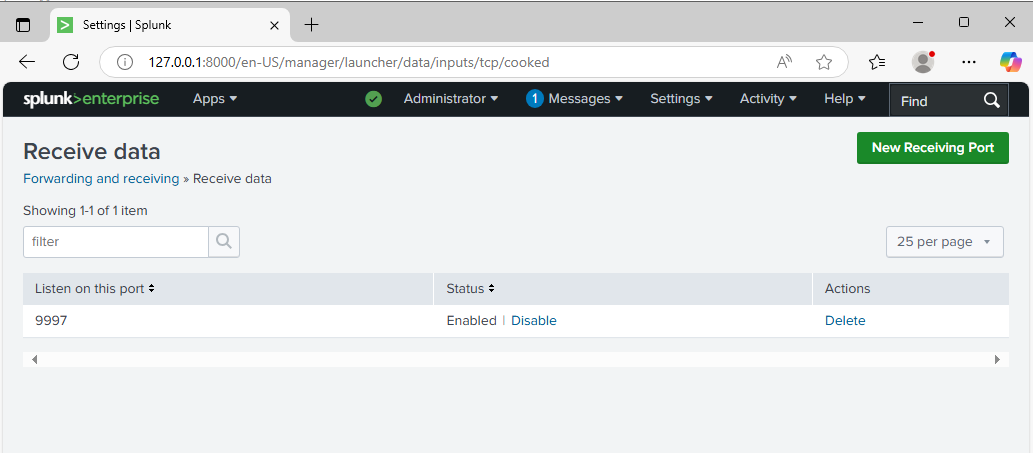 Settings | Splunk
127.0.0.1:8000/en-US/manager/launcher/data/inputs/tcp/cooked
splunk>enterprise Apps Administrator 1 Messages Settings Activity Help Find
Receive data
New Receiving Port
Forwarding and receiving » Receive data
Showing 1-1 of 1 item
filter
25 per page
Listen on this port Status Actions
9997 Enabled | Disable Delete